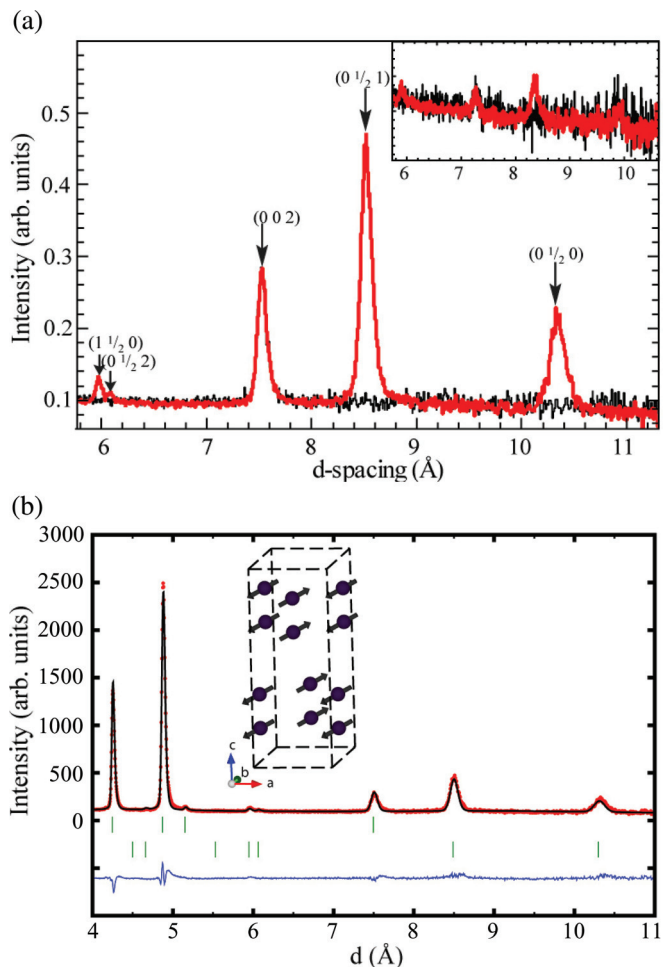 (a)
(0 1/2 1)
(0 0 2)
(0 1/2 0)
(1 1/2 0)
(0 1/2 2)
0.5
0.4
0.3
0.2
0.1
Intensity (arb. units)
6 7 8 9 10
6 7 8 9 10 11
d-spacing (Å)
(b)
3000
2500
2000
1500
1000
500
0
Intensity (arb. units)
c
b
a
4 5 6 7 8 9 10 11
d (Å)